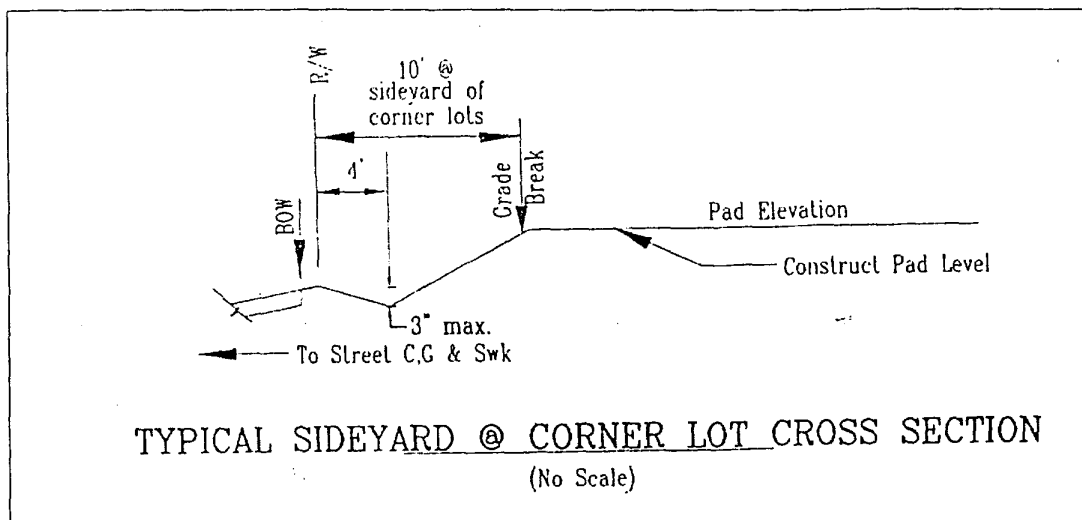 R/W
10' @
sideyard of
corner lots
4'
BOW
Grade
Break
Pad Elevation
Construct Pad Level
3" max.
To Street C,G & Swk
TYPICAL SIDEYARD @ CORNER LOT CROSS SECTION
(No Scale)